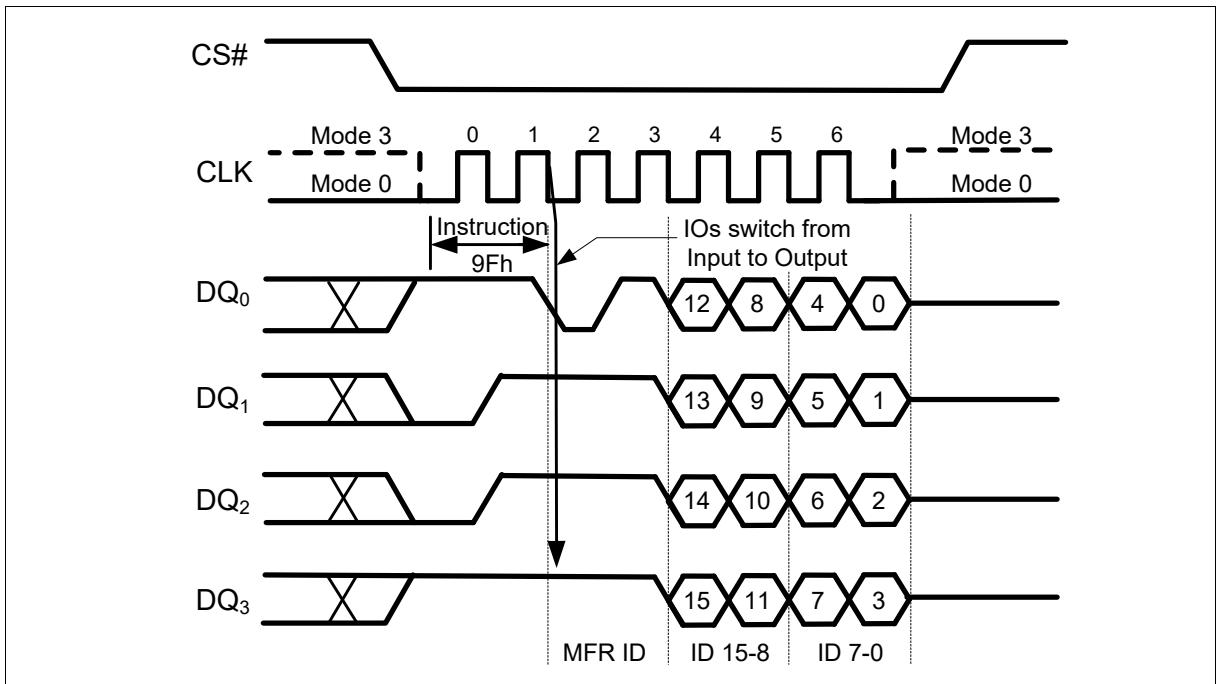 CS#
Mode 3 0 1 2 3 4 5 6 Mode 3
CLK
Mode 0 Mode 0
Instruction IOs switch from
9Fh Input to Output
DQ0 12 8 4 0
DQ1 13 9 5 1
DQ2 14 10 6 2
DQ3 15 11 7 3
MFR ID ID 15-8 ID 7-0